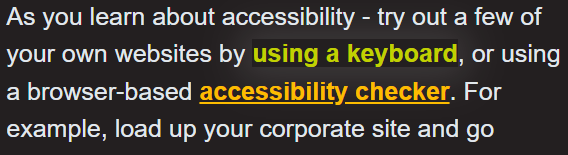 As you learn about accessibility - try out a few of
your own websites by using a keyboard, or using
a browser-based accessibility checker. For
example, load up your corporate site and go